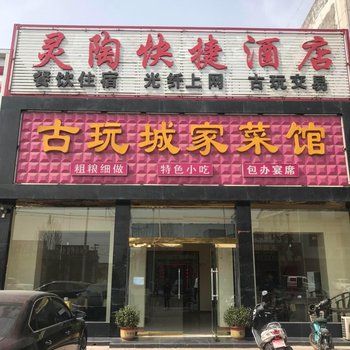 灵陶快捷酒店
餐饮住宿 光纤上网 古玩交易
古玩城家菜馆
粗粮细做 特色小吃 包办宴席